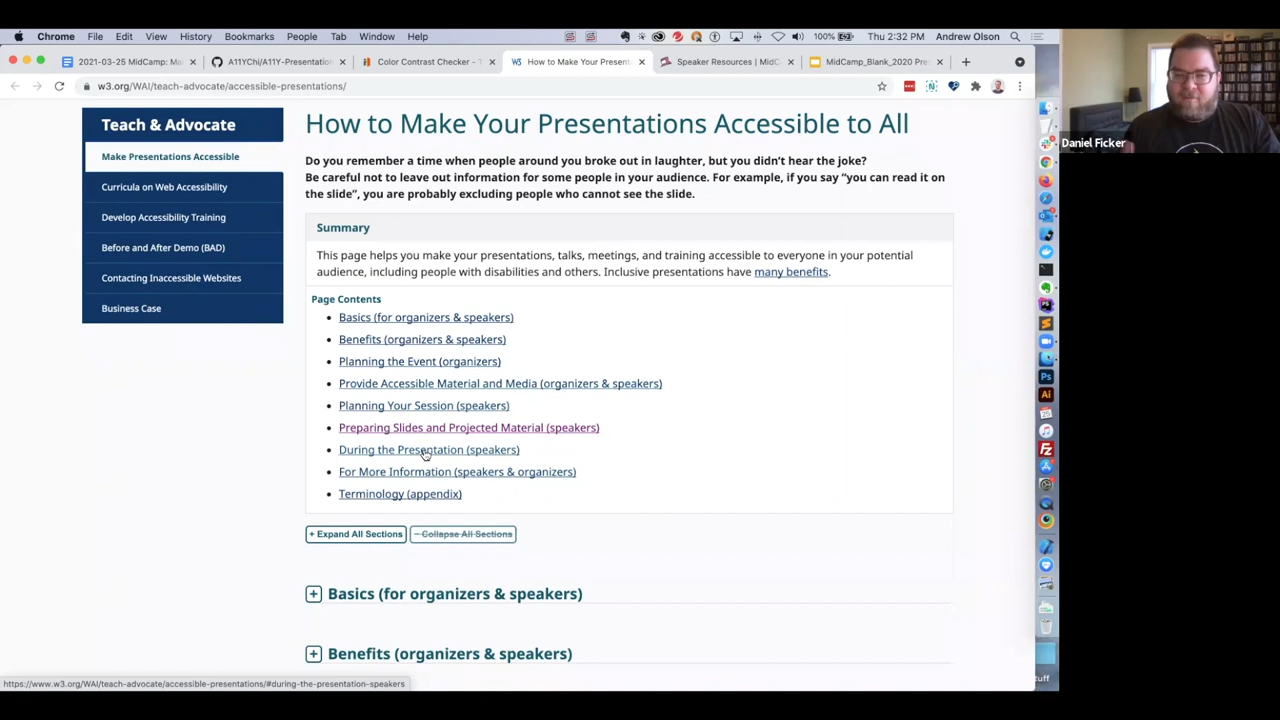 Chrome File Edit View History Bookmarks People Tab Window Help 100% Thu 2:32 PM Andrew Olson
2021-03-25 MidCamp: Ma A11YChi/A11Y-Presentation Color Contrast Checker - T How to Make Your Presentati Speaker Resources | MidC MidCamp_Blank_2020 Pre
w3.org/WAI/teach-advocate/accessible-presentations/
Daniel Ficker
Teach & Advocate
Make Presentations Accessible
Curricula on Web Accessibility
Develop Accessibility Training
Before and After Demo (BAD)
Contacting Inaccessible Websites
Business Case
How to Make Your Presentations Accessible to All
Do you remember a time when people around you broke out in laughter, but you didn't hear the joke?
Be careful not to leave out information for some people in your audience. For example, if you say “you can read it on
the slide”, you are probably excluding people who cannot see the slide.
Summary
This page helps you make your presentations, talks, meetings, and training accessible to everyone in your potential
audience, including people with disabilities and others. Inclusive presentations have many benefits.
Page Contents
• Basics (for organizers & speakers)
• Benefits (organizers & speakers)
• Planning the Event (organizers)
• Provide Accessible Material and Media (organizers & speakers)
• Planning Your Session (speakers)
• Preparing Slides and Projected Material (speakers)
• During the Presentation (speakers)
• For More Information (speakers & organizers)
• Terminology (appendix)
+ Expand All Sections − Collapse All Sections
+ Basics (for organizers & speakers)
+ Benefits (organizers & speakers)
https://www.w3.org/WAI/teach-advocate/accessible-presentations/#during-the-presentation-speakers
tuff